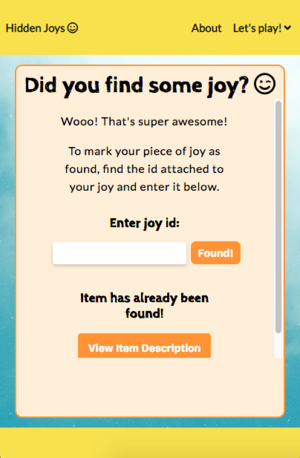 Hidden Joys
About Let's play!
Did you find some joy?
Wooo! That's super awesome!
To mark your piece of joy as
found, find the id attached to
your joy and enter it below.
Enter joy id:
Found!
Item has already been
found!
View Item Description